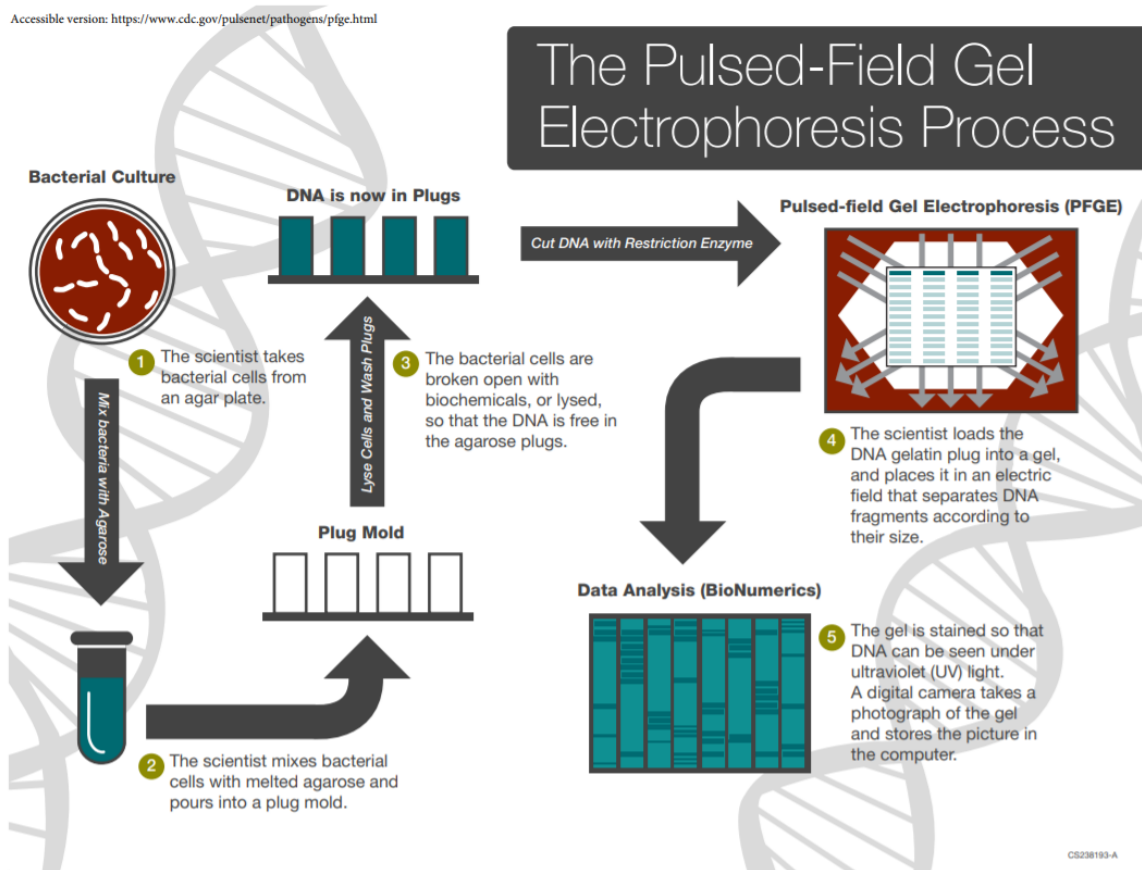 Accessible version: https://www.cdc.gov/pulsenet/pathogens/pfge.html
The Pulsed-Field Gel
Electrophoresis Process
Bacterial Culture
1
The scientist takes
bacterial cells from
an agar plate.
Mix bacteria with Agarose
2
The scientist mixes bacterial
cells with melted agarose and
pours into a plug mold.
Plug Mold
Lyse Cells and Wash Plugs
3
The bacterial cells are
broken open with
biochemicals, or lysed,
so that the DNA is free in
the agarose plugs.
DNA is now in Plugs
Cut DNA with Restriction Enzyme
Pulsed-field Gel Electrophoresis (PFGE)
4
The scientist loads the
DNA gelatin plug into a gel,
and places it in an electric
field that separates DNA
fragments according to
their size.
Data Analysis (BioNumerics)
5
The gel is stained so that
DNA can be seen under
ultraviolet (UV) light.
A digital camera takes a
photograph of the gel
and stores the picture in
the computer.
CS238193-A